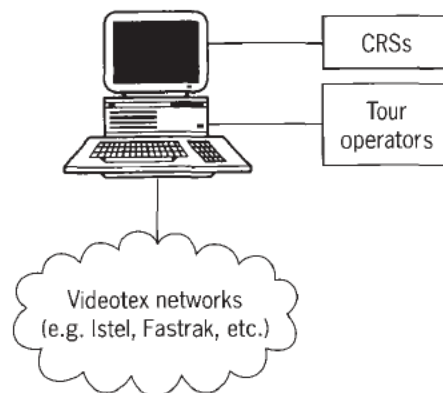 CRSs
Tour
operators
Videotex networks
(e.g. Istel, Fastrak, etc.)